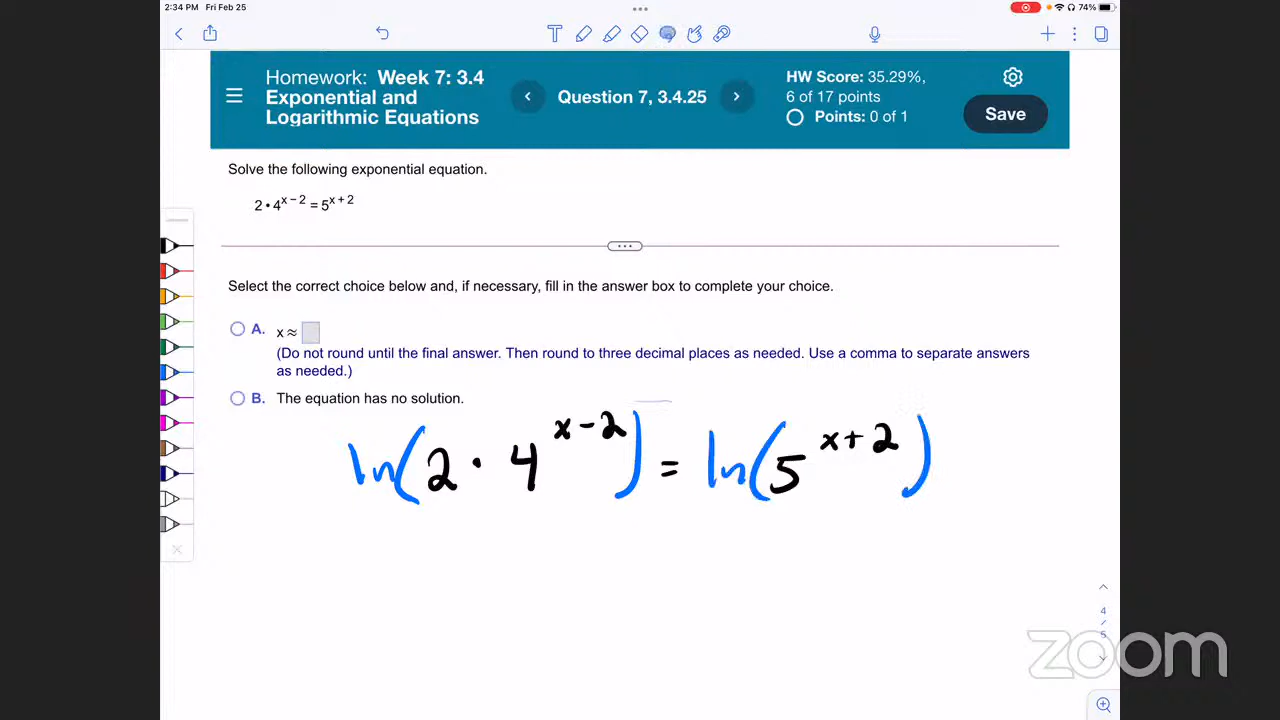 2:34 PM Fri Feb 25
74%
Homework: Week 7: 3.4
Exponential and
Logarithmic Equations
Question 7, 3.4.25
HW Score: 35.29%,
6 of 17 points
Points: 0 of 1
Save
Solve the following exponential equation.
2•4^(x−2) = 5^(x+2)
Select the correct choice below and, if necessary, fill in the answer box to complete your choice.
A. x ≈
(Do not round until the final answer. Then round to three decimal places as needed. Use a comma to separate answers
as needed.)
B. The equation has no solution.
ln(2 · 4^(x−2)) = ln(5^(x+2))
4
/
5
zoom